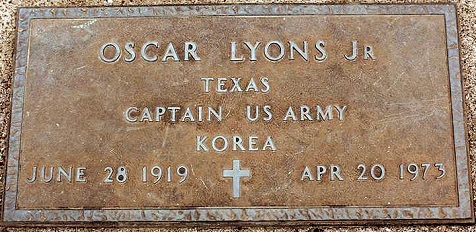 OSCAR LYONS JR
TEXAS
CAPTAIN US ARMY
KOREA
JUNE 28 1919 APR 20 1973